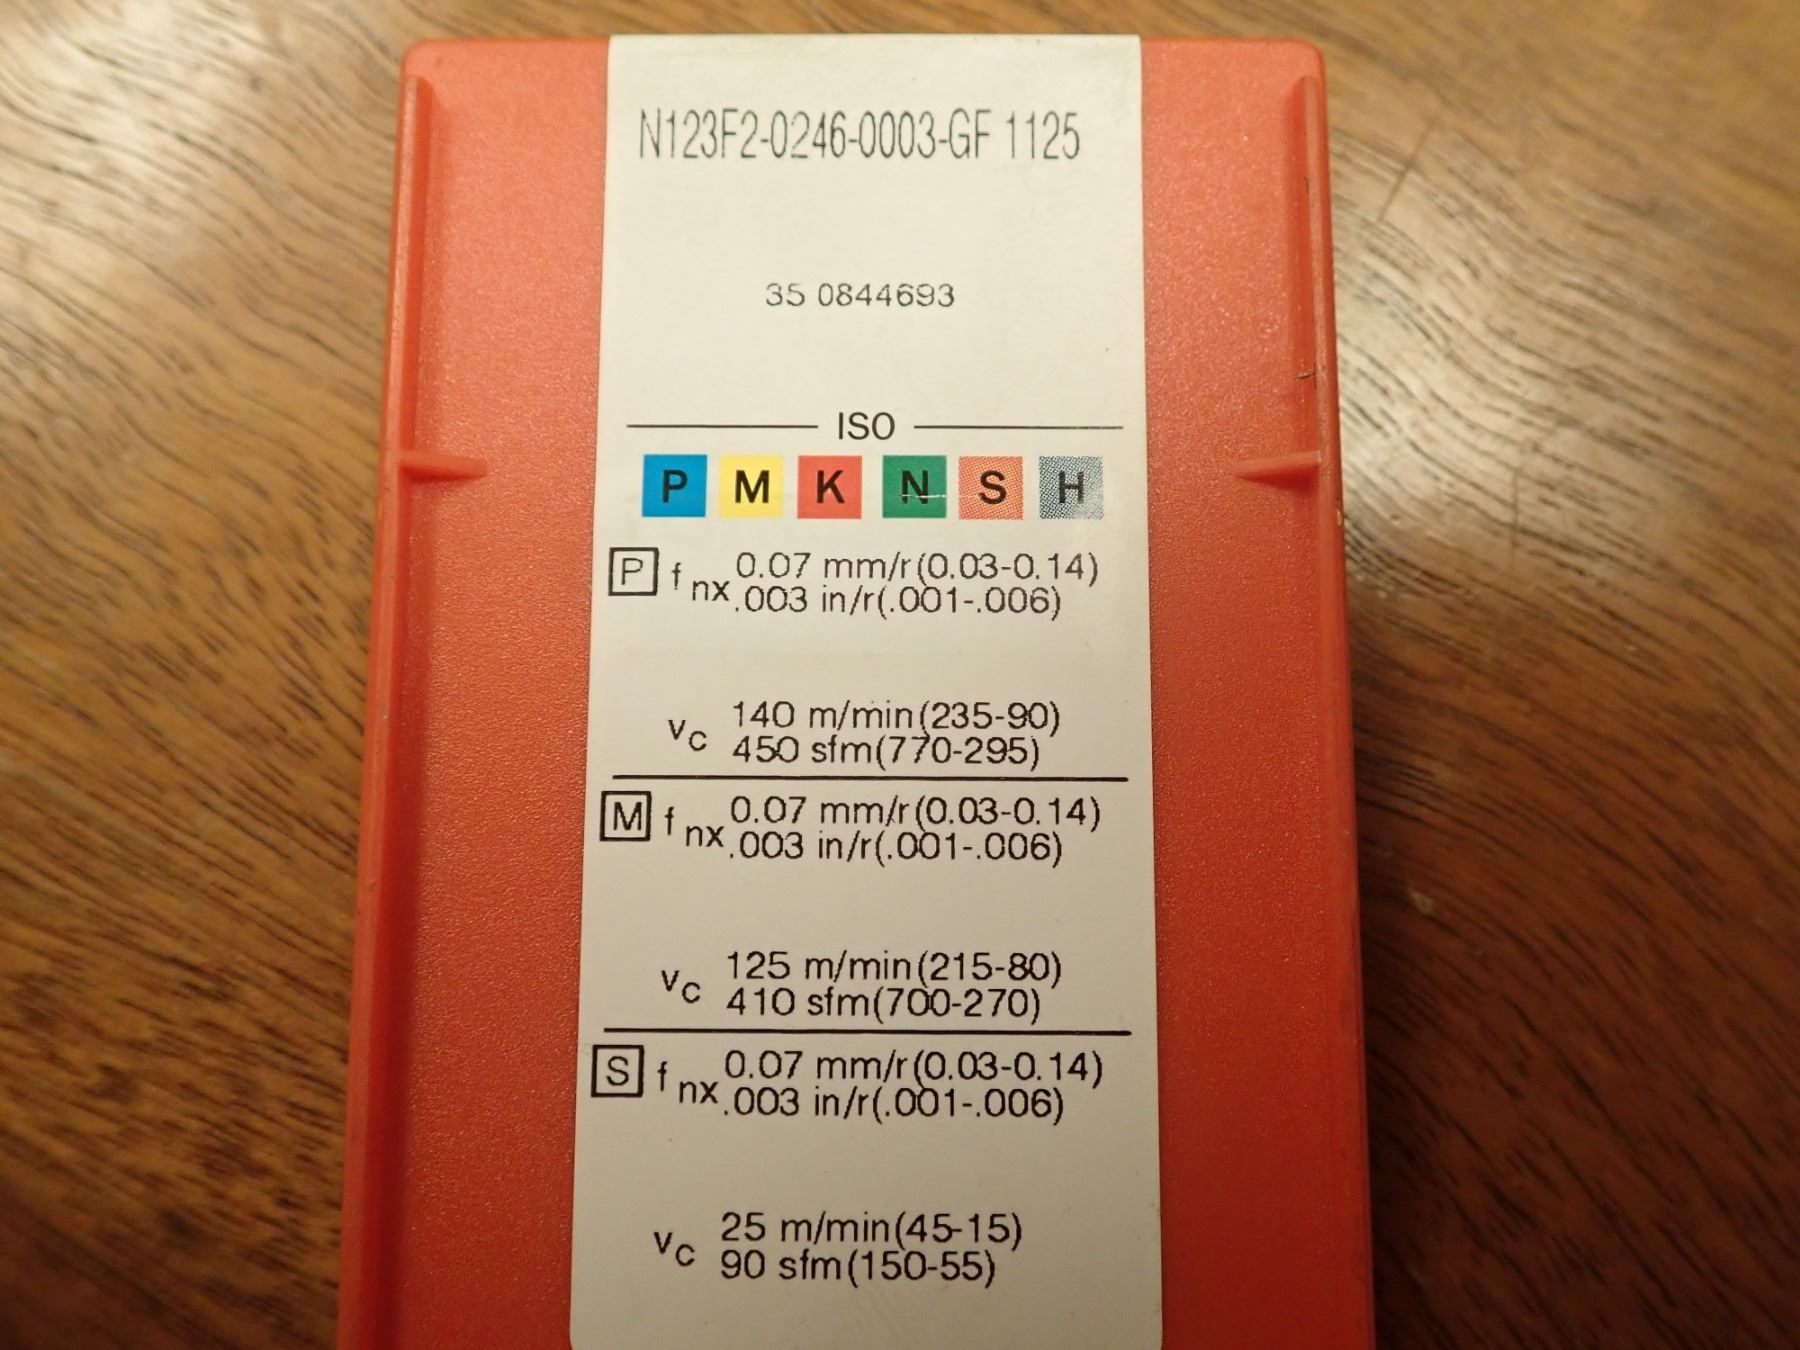 N123F2-0246-0003-GF 1125
35 0844693
ISO
P M K N S H
P fnx 0.07 mm/r(0.03-0.14)
.003 in/r(.001-.006)
vc 140 m/min(235-90)
450 sfm(770-295)
M fnx 0.07 mm/r(0.03-0.14)
.003 in/r(.001-.006)
vc 125 m/min(215-80)
410 sfm(700-270)
S fnx 0.07 mm/r(0.03-0.14)
.003 in/r(.001-.006)
vc 25 m/min(45-15)
90 sfm(150-55)